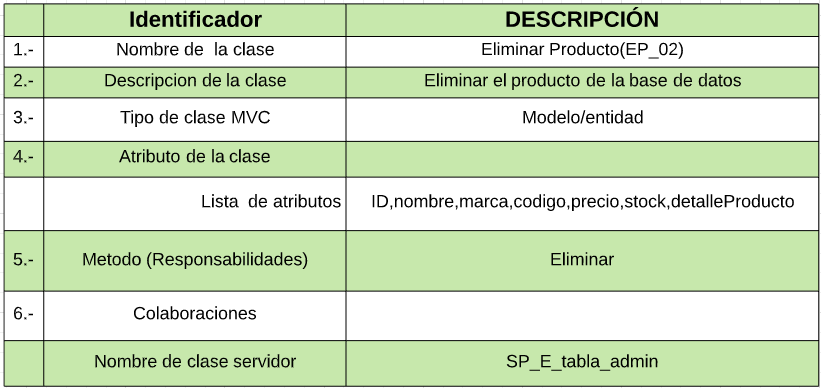 Identificador DESCRIPCIÓN
1.- Nombre de la clase Eliminar Producto(EP_02)
2.- Descripcion de la clase Eliminar el producto de la base de datos
3.- Tipo de clase MVC Modelo/entidad
4.- Atributo de la clase
Lista de atributos ID,nombre,marca,codigo,precio,stock,detalleProducto
5.- Metodo (Responsabilidades) Eliminar
6.- Colaboraciones
Nombre de clase servidor SP_E_tabla_admin